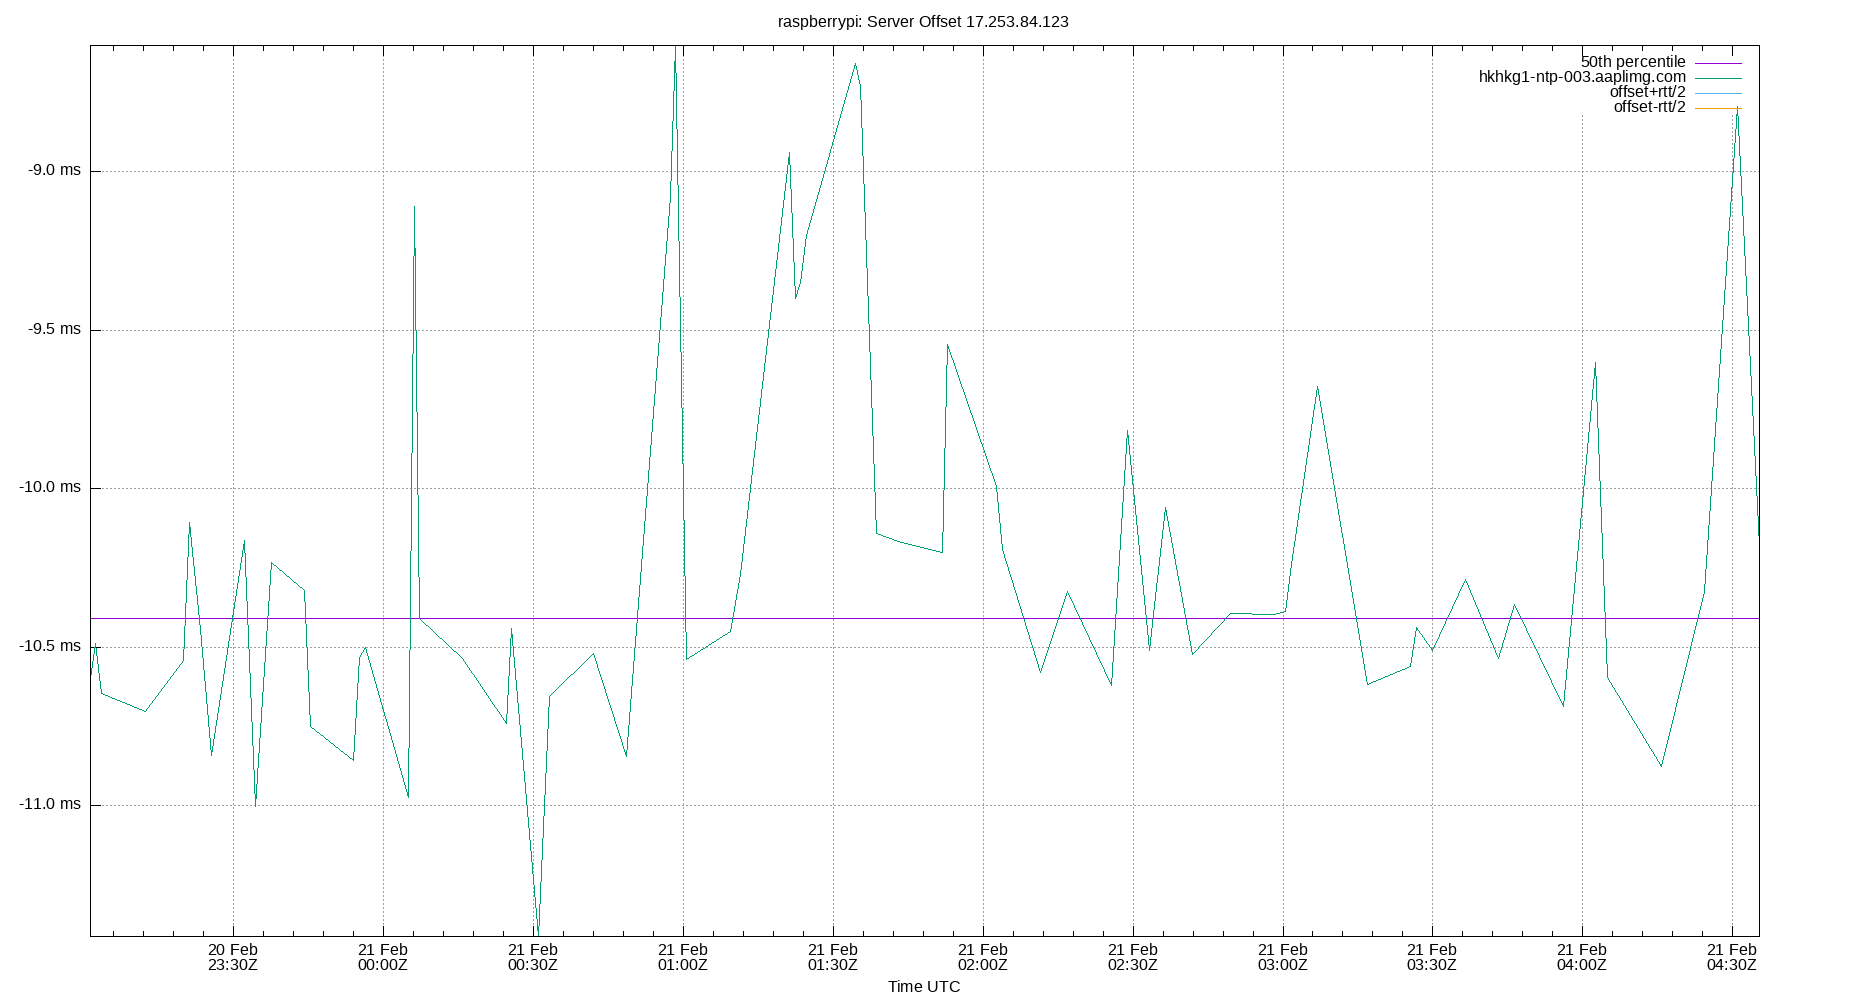 raspberrypi: Server Offset 17.253.84.123
50th percentile
hkhkg1-ntp-003.aaplimg.com
offset+rtt/2
offset-rtt/2
-9.0 ms
-9.5 ms
-10.0 ms
-10.5 ms
-11.0 ms
20 Feb 21 Feb 21 Feb 21 Feb 21 Feb 21 Feb 21 Feb 21 Feb 21 Feb 21 Feb 21 Feb
23:30Z 00:00Z 00:30Z 01:00Z 01:30Z 02:00Z 02:30Z 03:00Z 03:30Z 04:00Z 04:30Z
Time UTC